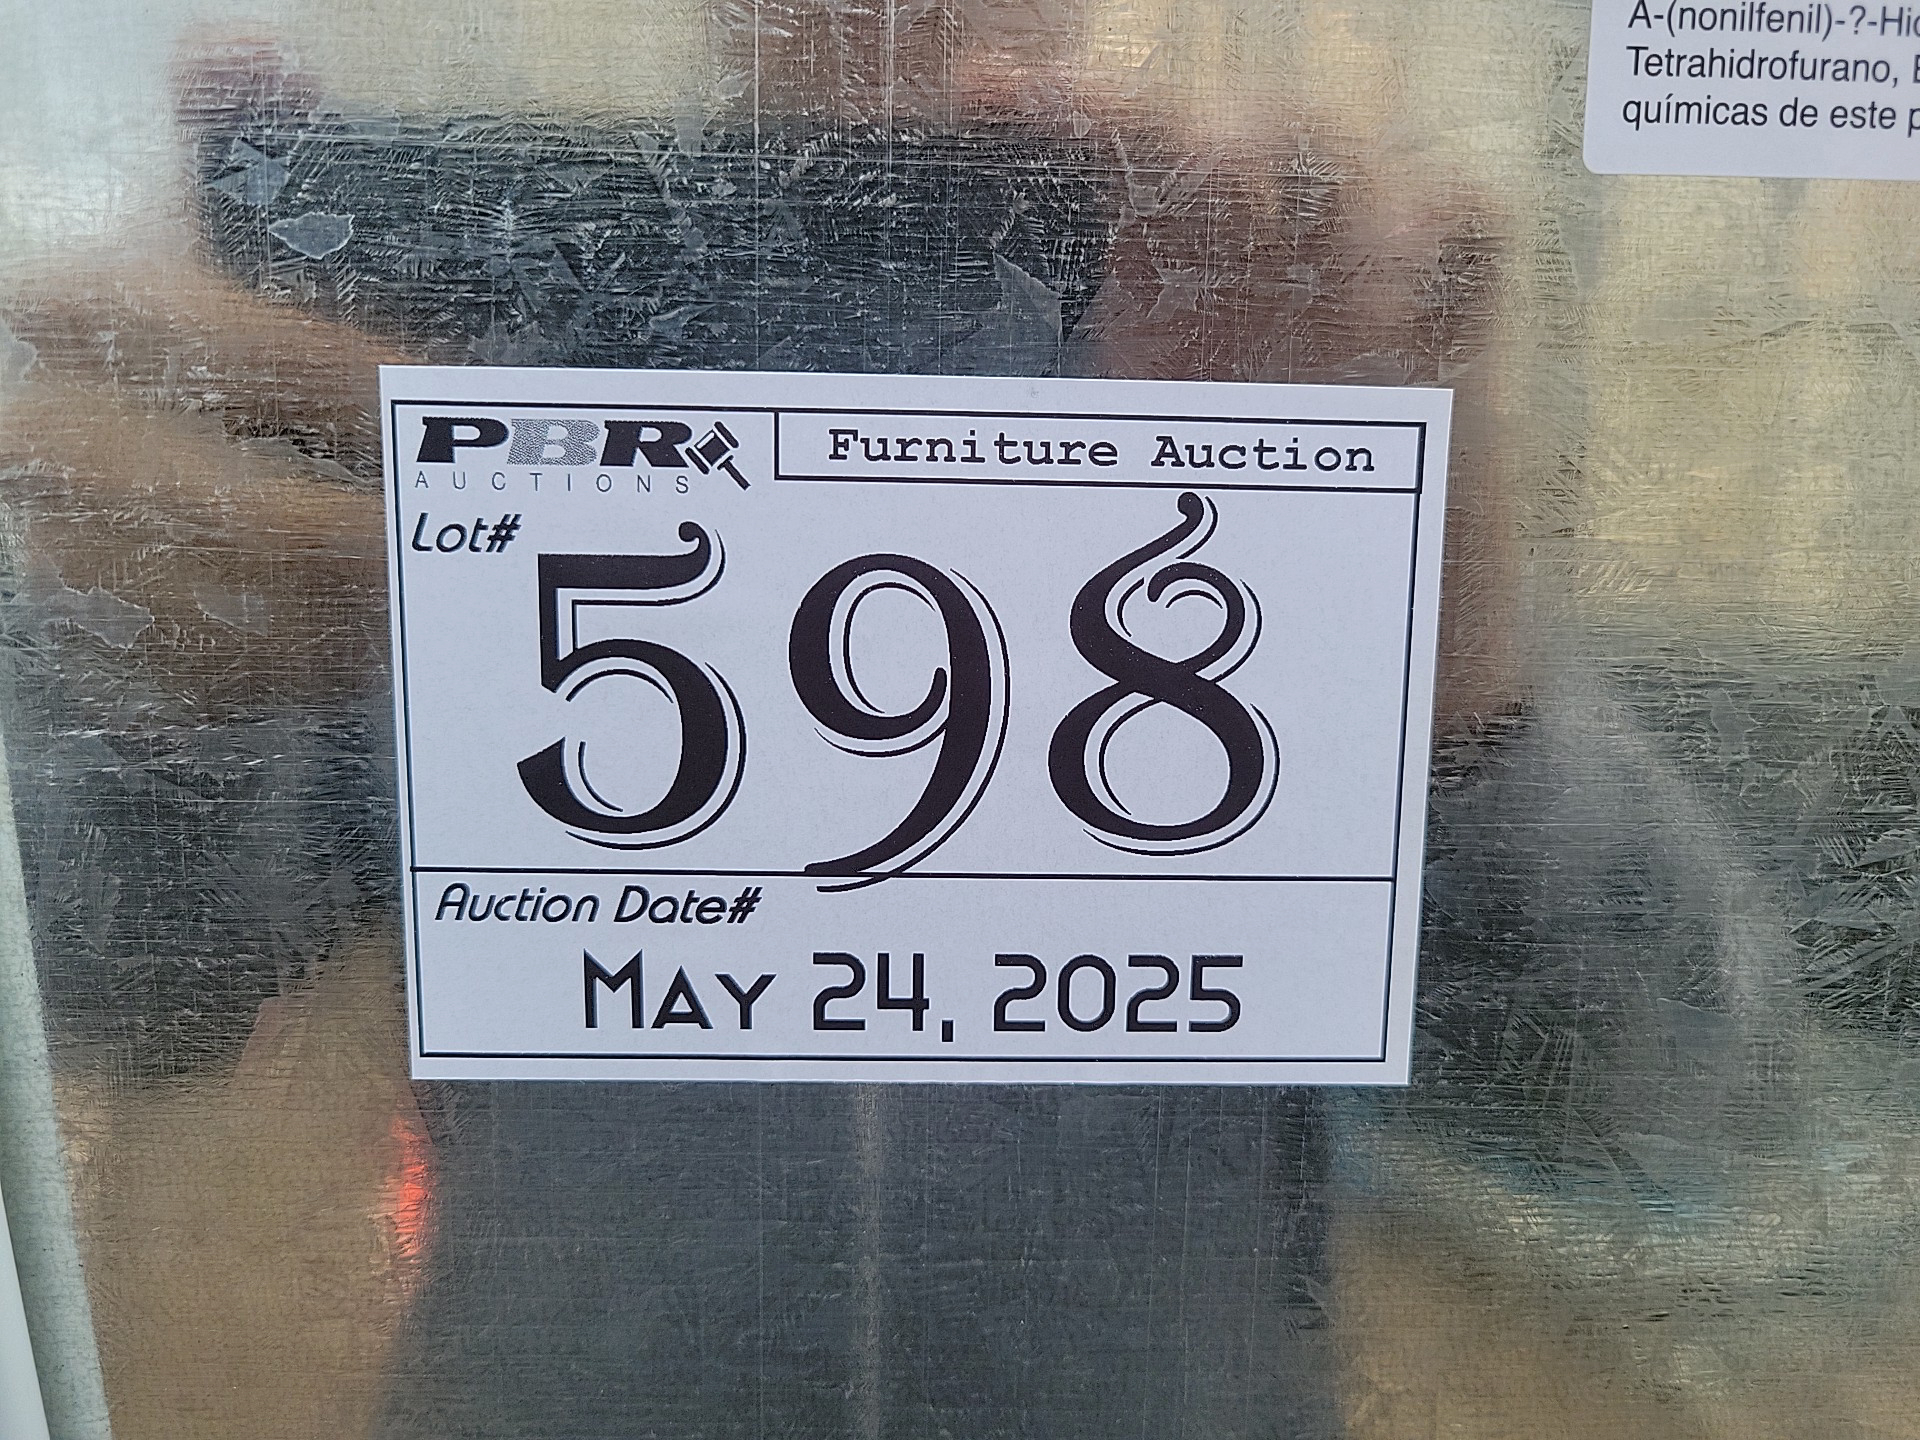 A-(nonilfenil)-?-Hid
Tetrahidrofurano,
químicas de este
PBR
AUCTIONS
Furniture Auction
Lot#
598
Auction Date#
May 24, 2025